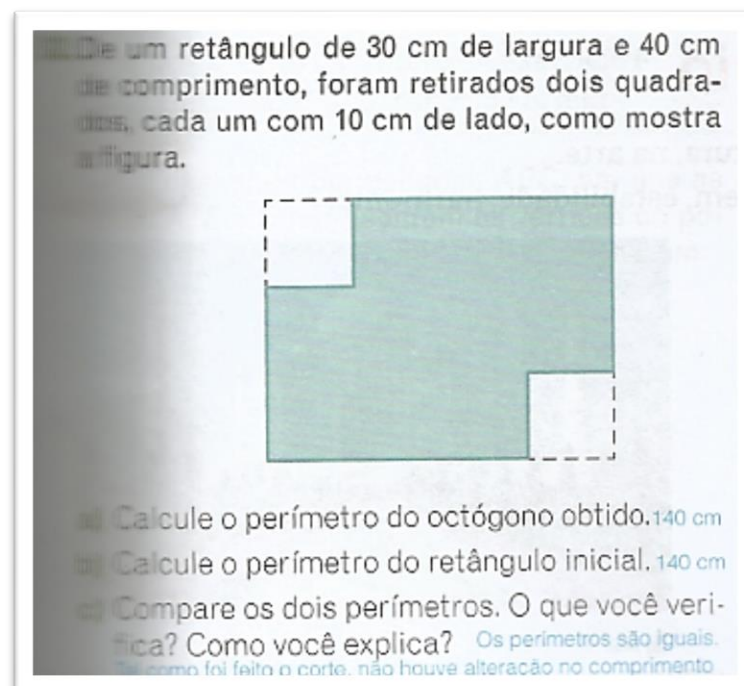 De um retângulo de 30 cm de largura e 40 cm
de comprimento, foram retirados dois quadra-
dos, cada um com 10 cm de lado, como mostra
a figura.
a) Calcule o perímetro do octógono obtido. 140 cm
b) Calcule o perímetro do retângulo inicial. 140 cm
c) Compare os dois perímetros. O que você veri-
fica? Como você explica? Os perímetros são iguais.
como foi feito o corte, não houve alteração no comprimento